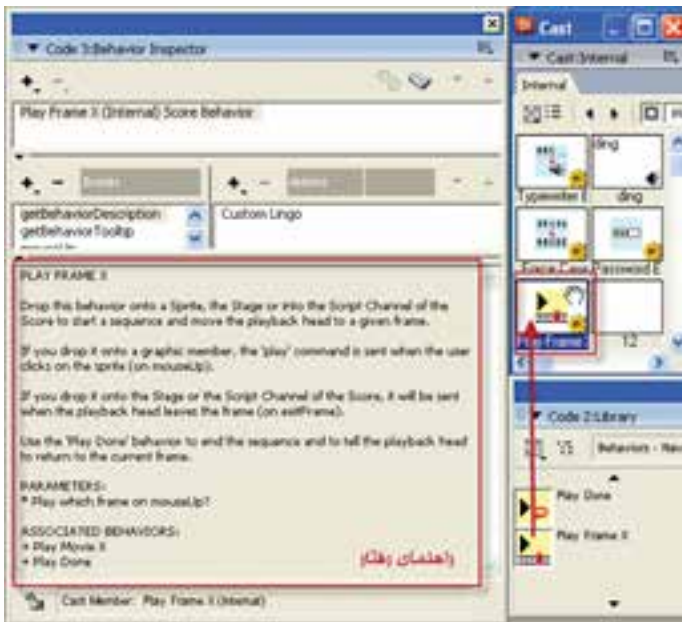 Code 3:Behavior Inspector
Play Frame X (Internal) Score Behavior
getBehaviorDescription
getBehaviorTooltip
Custom Lingo
PLAY FRAME X
Drop this behavior onto a Sprite, the Stage or into the Script Channel of the
Score to start a sequence and move the playback head to a given frame.
If you drop it onto a graphic member, the 'play' command is sent when the user
clicks on the sprite (on mouseUp).
If you drop it onto the Stage or the Script Channel of the Score, it will be sent
when the playback head leaves the frame (on exitFrame).
Use the 'Play Done' behavior to end the sequence and to tell the playback head
to return to the current frame.
PARAMETERS:
* Play which frame on mouseUp?
ASSOCIATED BEHAVIORS:
+ Play Movie X
+ Play Done
راهنمای رفتار
Cast Member: Play Frame X (Internal)
Cast
Cast:Internal
Internal
ding
Typewriter E
ding
Force Case
Password E
Play Frame
12
Code 2:Library
Behaviors - Nav
Play Done
Play Frame X